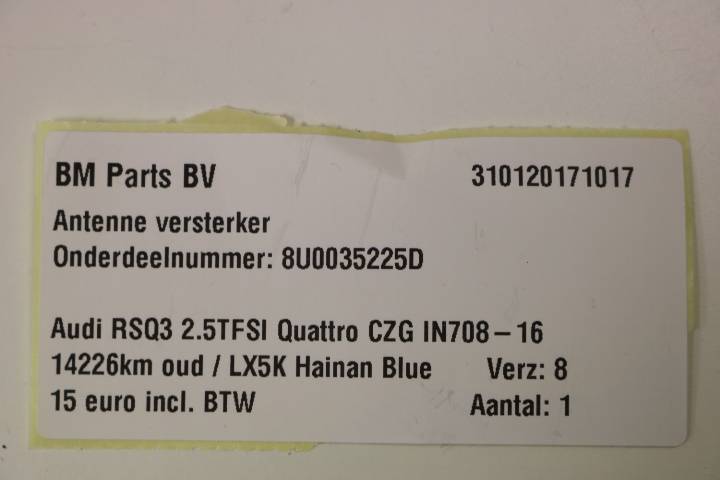 BM Parts BV 310120171017
Antenne versterker
Onderdeelnummer: 8U0035225D
Audi RSQ3 2.5TFSI Quattro CZG IN708-16
14226km oud / LX5K Hainan Blue Verz: 8
15 euro incl. BTW Aantal: 1